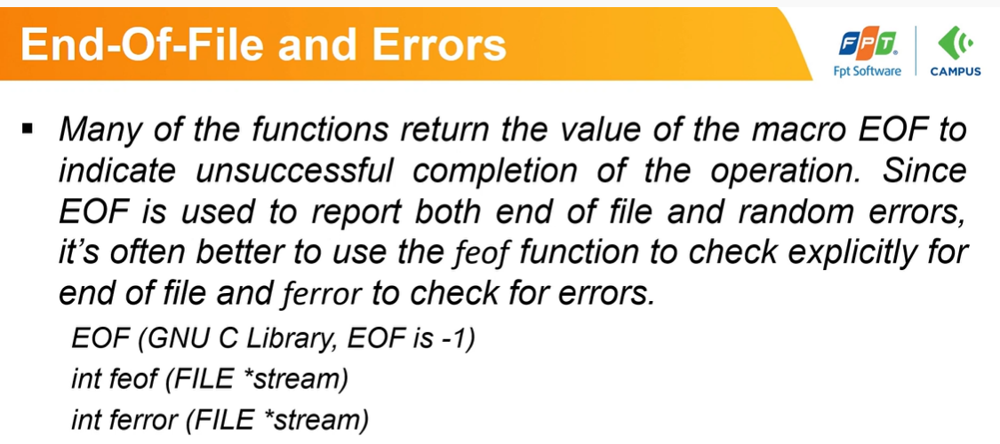 End-Of-File and Errors
FPT
Fpt Software
CAMPUS
▪ Many of the functions return the value of the macro EOF to
indicate unsuccessful completion of the operation. Since
EOF is used to report both end of file and random errors,
it's often better to use the feof function to check explicitly for
end of file and ferror to check for errors.
EOF (GNU C Library, EOF is -1)
int feof (FILE *stream)
int ferror (FILE *stream)